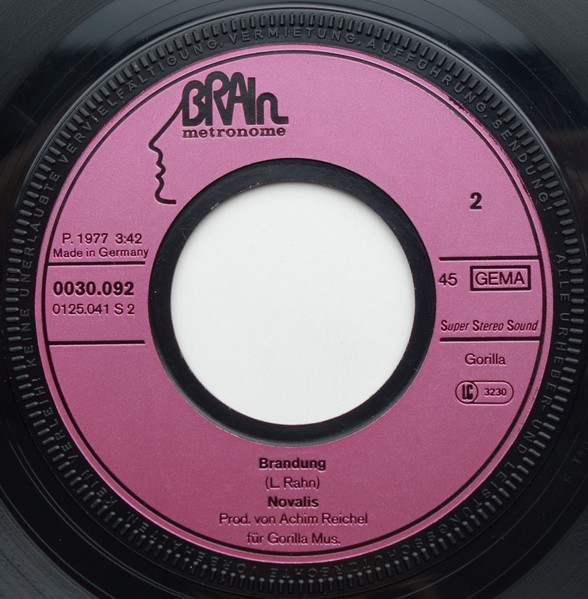 BRAIn
metronome
2
P. 1977 3:42
Made in Germany
0030.092
0125.041 S 2
45 GEMA
Super Stereo Sound
Gorilla
LC 3230
Brandung
(L. Rahn)
Novalis
Prod. von Achim Reichel
für Gorilla Mus.
KEINE UNERLAUBTE VERVIELFÄLTIGUNG, VERMIETUNG, AUFFÜHRUNG, SENDUNG!
ALLE URHEBER- UND LEISTUNGSSCHUTZRECHTE VORBEHALTEN